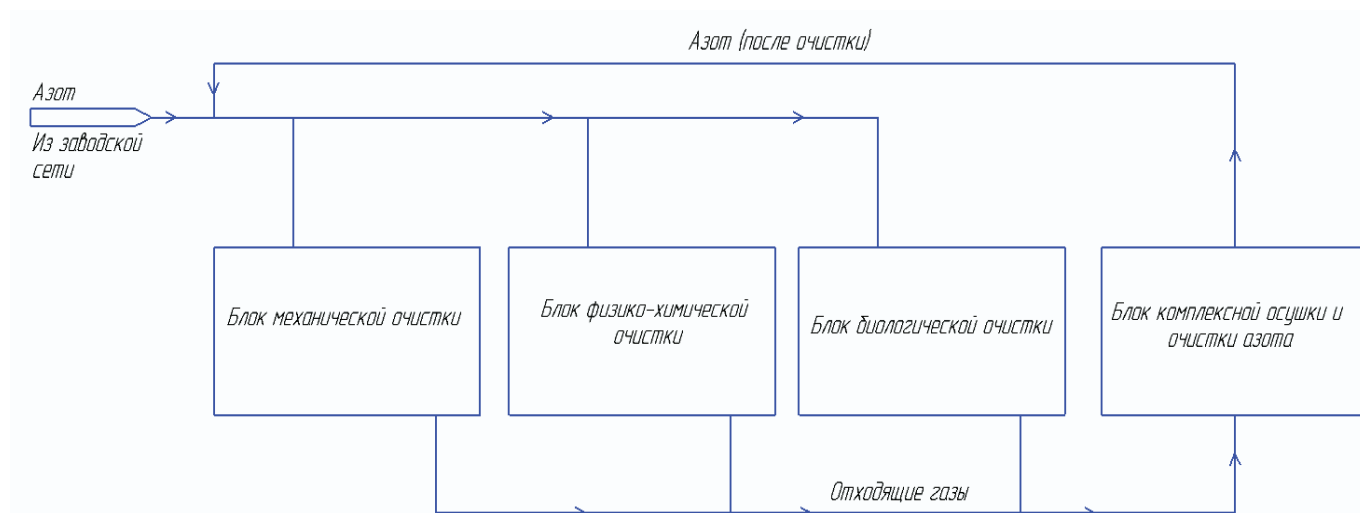 Азот (после очистки)
Азот
Из заводской
сети
Блок механической очистки
Блок физико-химической
очистки
Блок биологической очистки
Блок комплексной осушки и
очистки азота
Отходящие газы